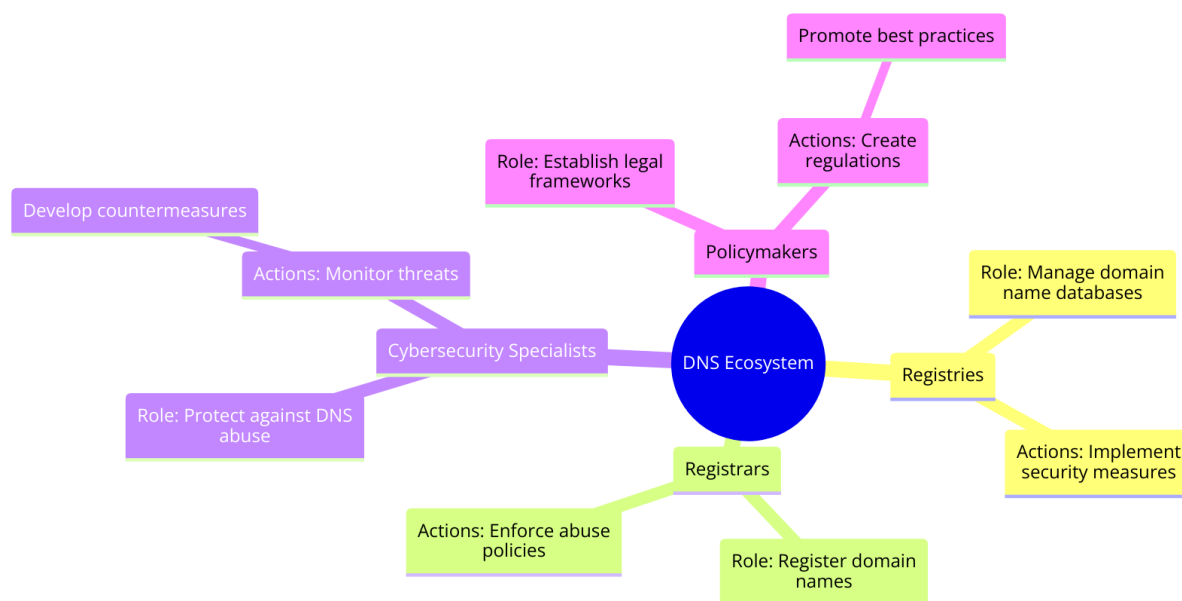 Promote best practices
Actions: Create
regulations
Role: Establish legal
frameworks
Policymakers
Develop countermeasures
Actions: Monitor threats
Cybersecurity Specialists
Role: Protect against DNS
abuse
DNS Ecosystem
Role: Manage domain
name databases
Registries
Actions: Implement
security measures
Registrars
Actions: Enforce abuse
policies
Role: Register domain
names